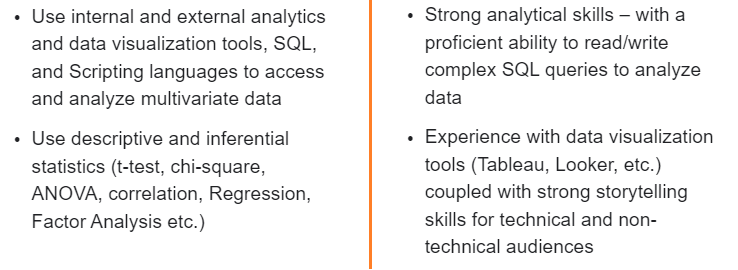 • Use internal and external analytics
and data visualization tools, SQL,
and Scripting languages to access
and analyze multivariate data
• Use descriptive and inferential
statistics (t-test, chi-square,
ANOVA, correlation, Regression,
Factor Analysis etc.)
• Strong analytical skills – with a
proficient ability to read/write
complex SQL queries to analyze
data
• Experience with data visualization
tools (Tableau, Looker, etc.)
coupled with strong storytelling
skills for technical and non-
technical audiences